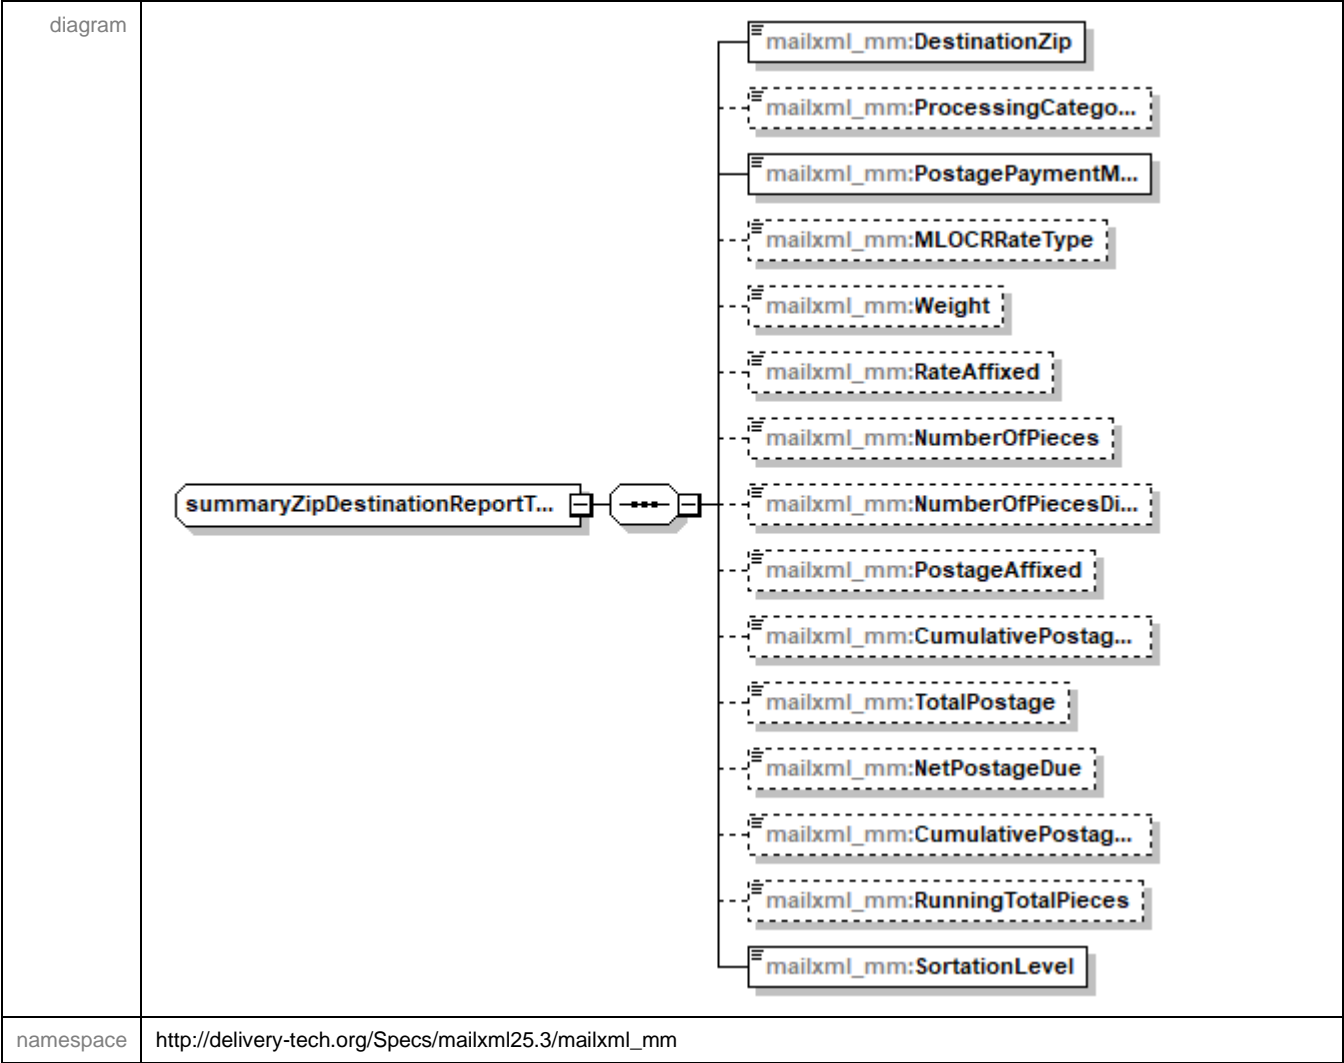 diagram
mailxml_mm:DestinationZip
mailxml_mm:ProcessingCatego...
mailxml_mm:PostagePaymentM...
mailxml_mm:MLOCRRateType
mailxml_mm:Weight
mailxml_mm:RateAffixed
mailxml_mm:NumberOfPieces
summaryZipDestinationReportT...
mailxml_mm:NumberOfPiecesDi...
mailxml_mm:PostageAffixed
mailxml_mm:CumulativePostag...
mailxml_mm:TotalPostage
mailxml_mm:NetPostageDue
mailxml_mm:CumulativePostag...
mailxml_mm:RunningTotalPieces
mailxml_mm:SortationLevel
namespace
http://delivery-tech.org/Specs/mailxml25.3/mailxml_mm